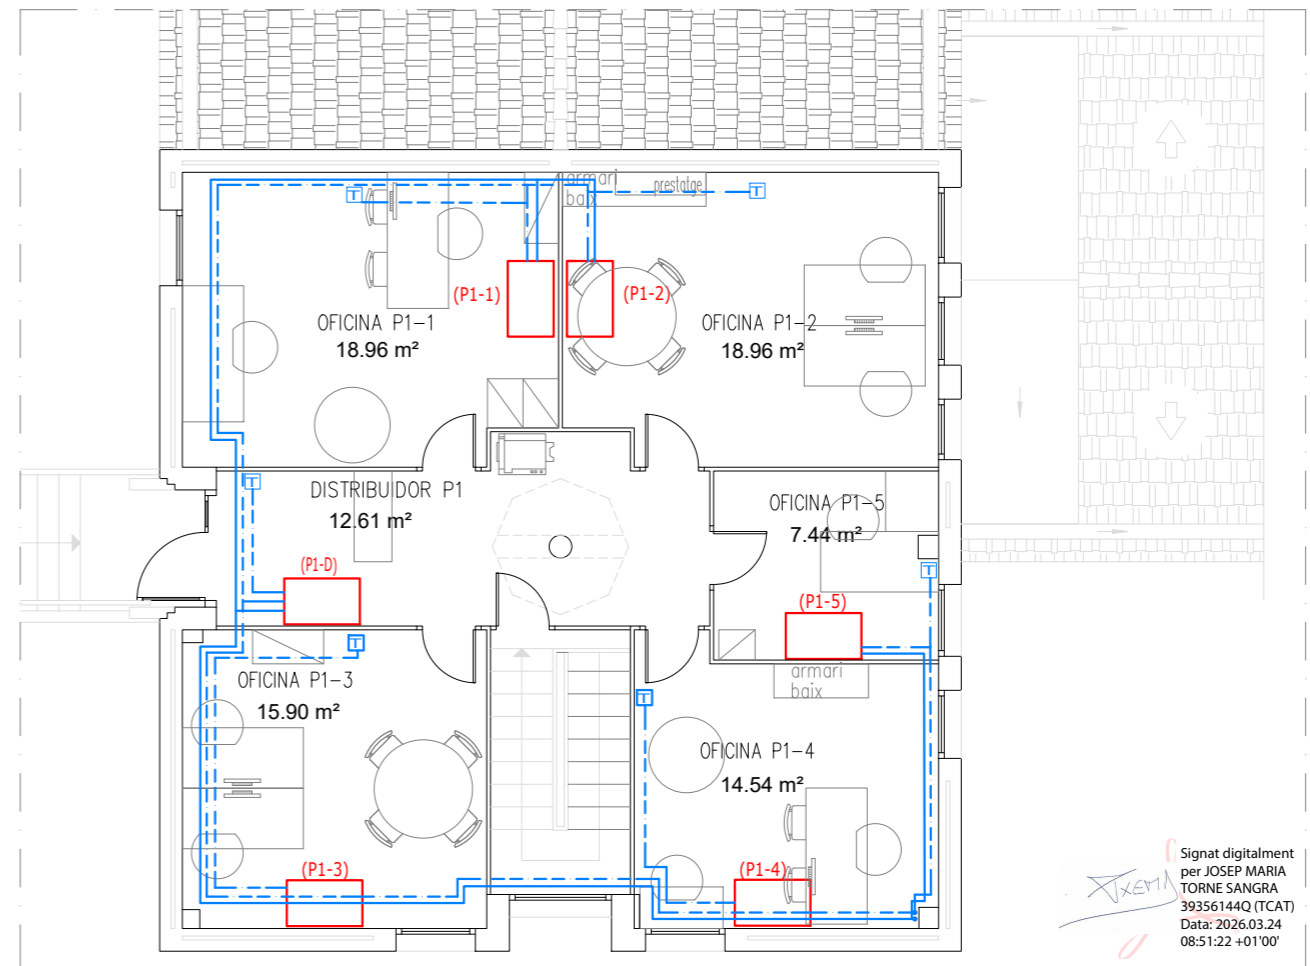 armari
baix
prestatge
T
T
(P1-1)
(P1-2)
OFICINA P1-1
18.96 m²
OFICINA P1-2
18.96 m²
T
DISTRIBUIDOR P1
12.61 m²
OFICINA P1-5
7.44 m²
(P1-D)
T
(P1-5)
T
OFICINA P1-3
15.90 m²
armari
baix
T
OFICINA P1-4
14.54 m²
(P1-3)
(P1-4)
Signat digitalment
per JOSEP MARIA
TORNE SANGRA
39356144Q (TCAT)
Data: 2026.03.24
08:51:22 +01'00'